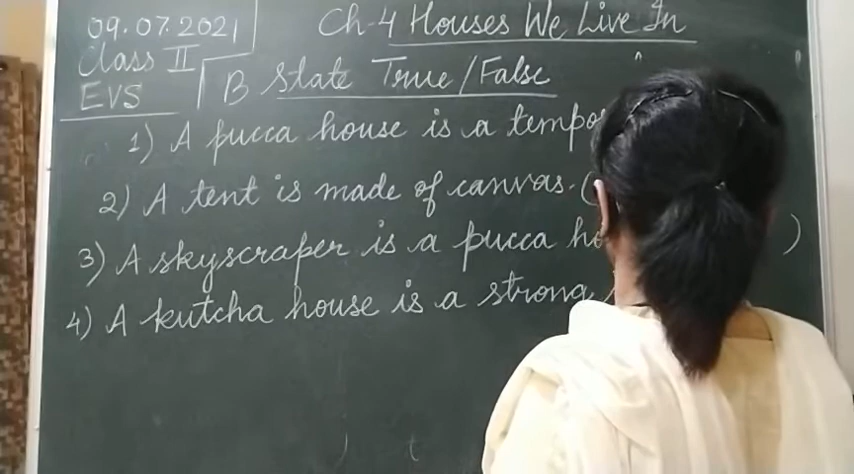 09.07.2021
Class II
EVS
Ch-4 Houses We Live In
B State True/False
1) A pucca house is a
2) A tent is made of canvas. (
3) A skyscraper is a pucca )
4) A kutcha house is a strong